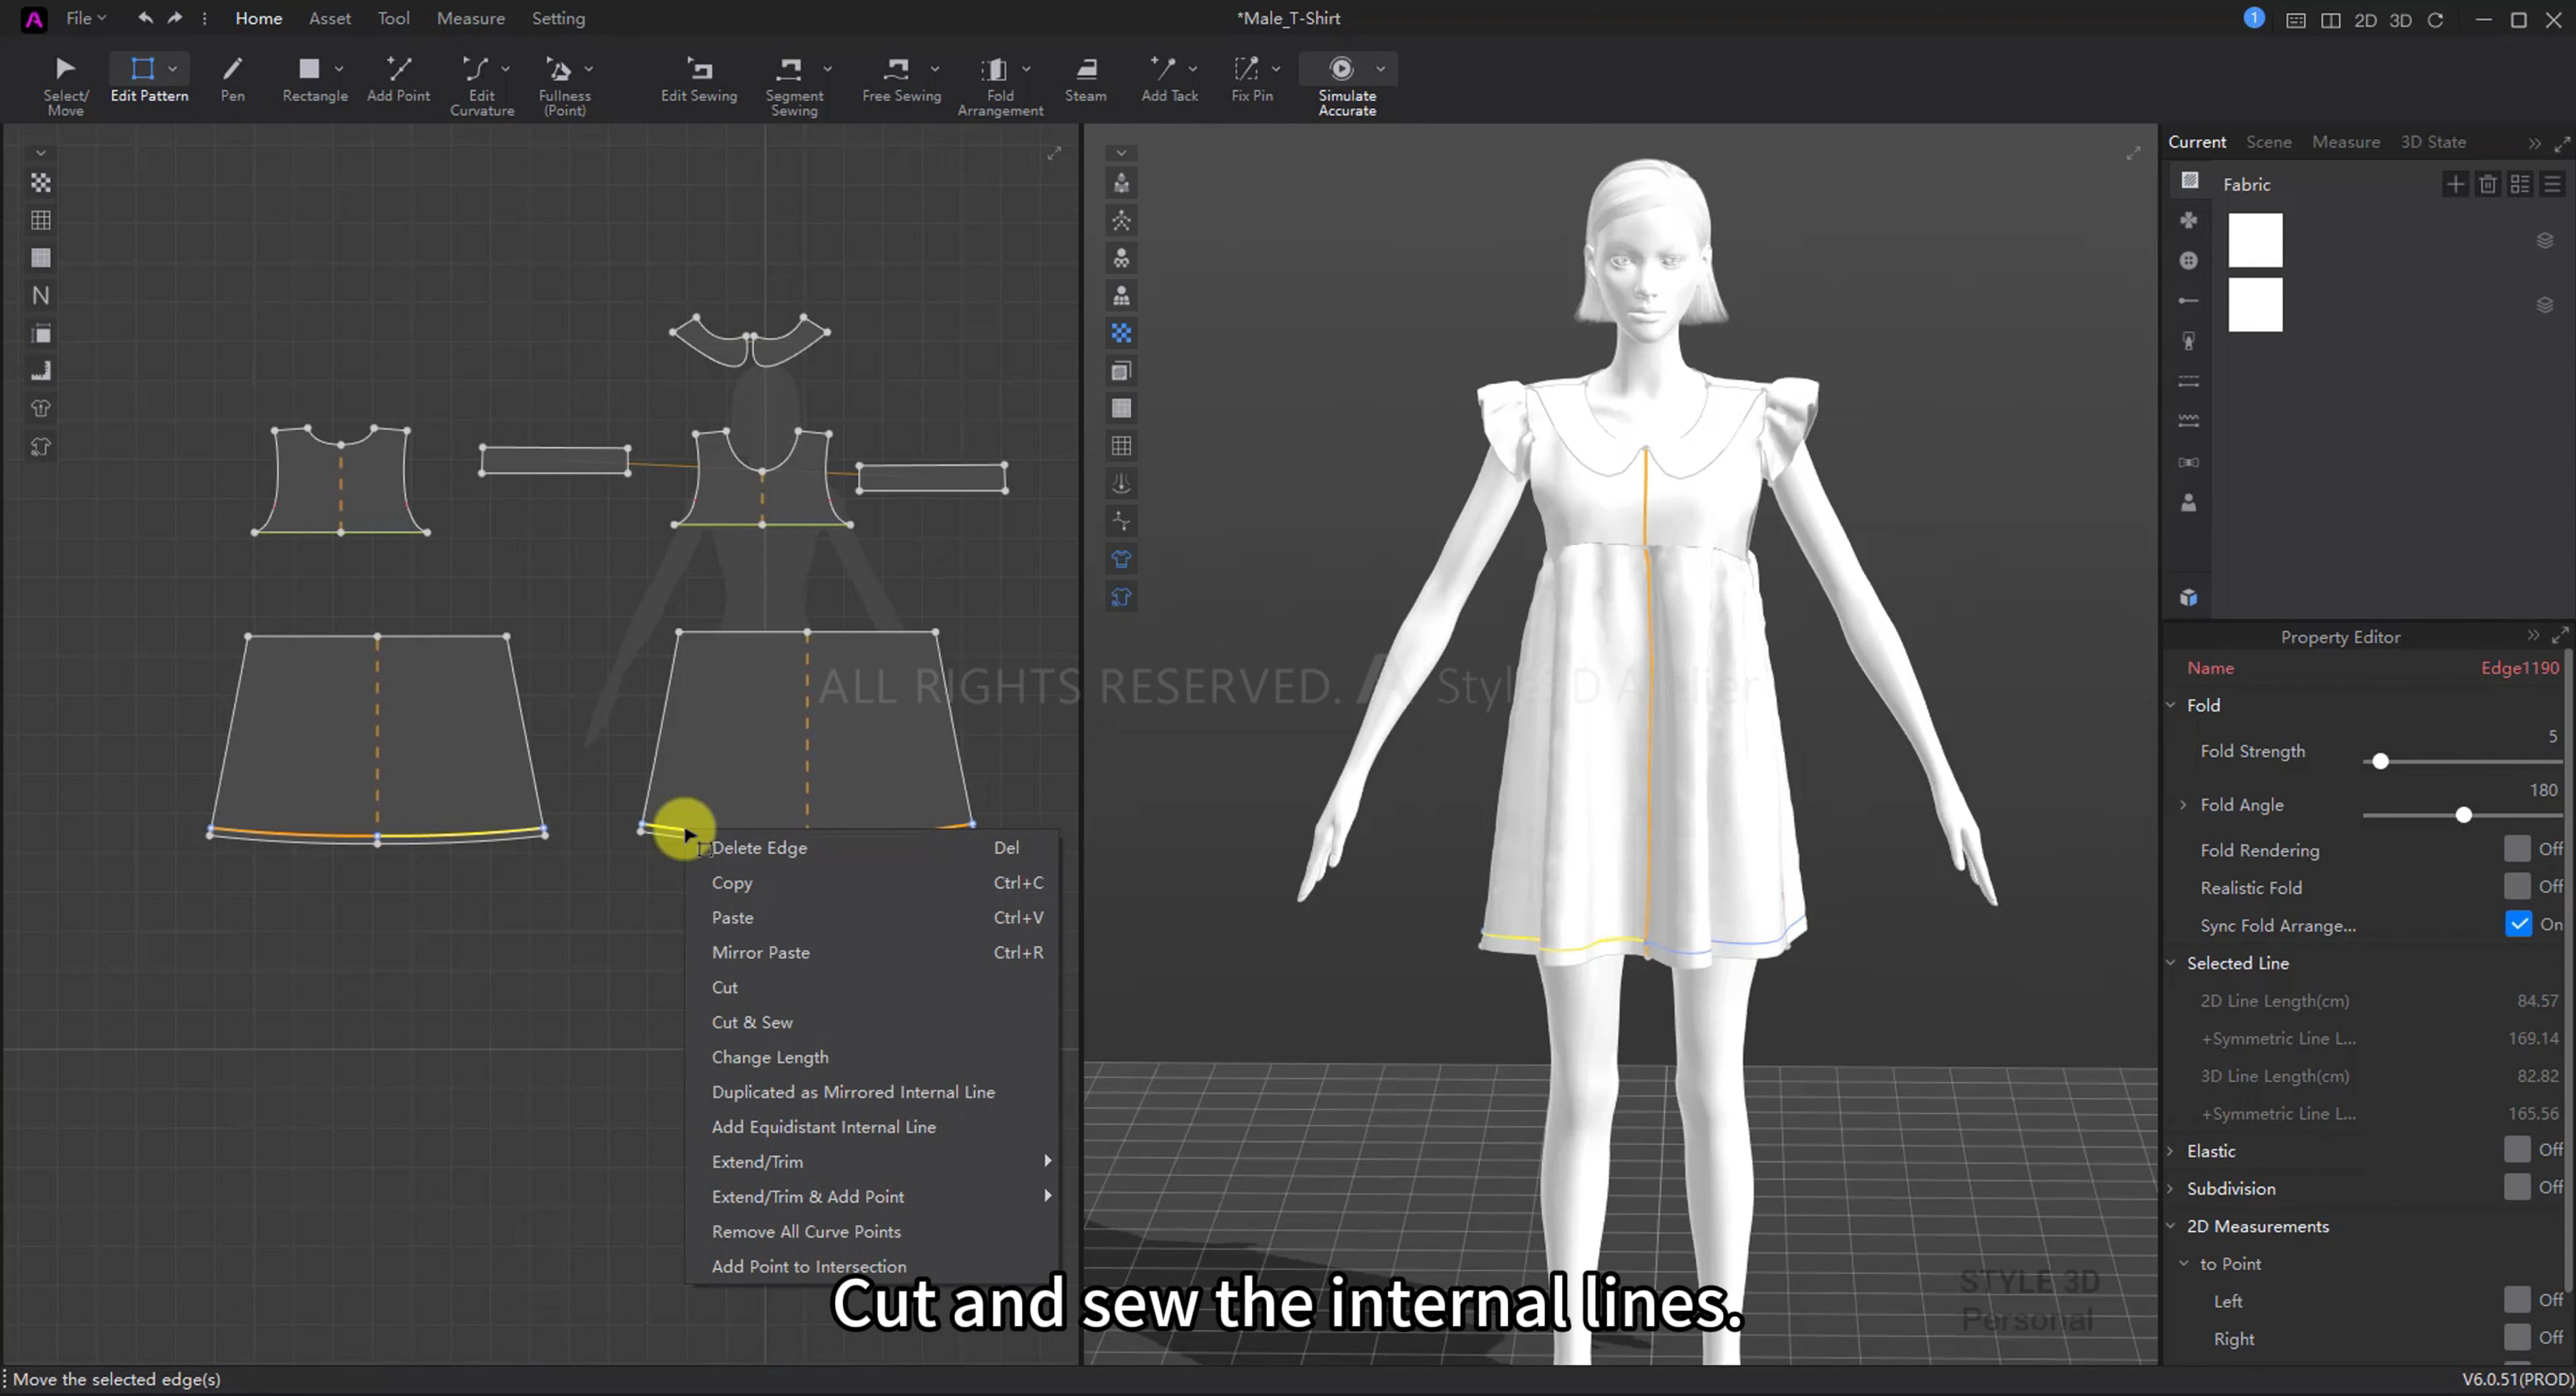 File
Home
Asset
Tool
Measure
Setting
*Male_T-Shirt
1
2D
3D
Select/
Move
Edit Pattern
Pen
Rectangle
Add Point
Edit
Curvature
Fullness
(Point)
Edit Sewing
Segment
Sewing
Free Sewing
Fold
Arrangement
Steam
Add Tack
Fix Pin
Simulate
Accurate
Current
Scene
Measure
3D State
Fabric
N
ALL RIGHTS RESERVED. Style3D Atelier
Delete Edge Del
Copy Ctrl+C
Paste Ctrl+V
Mirror Paste Ctrl+R
Cut
Cut & Sew
Change Length
Duplicated as Mirrored Internal Line
Add Equidistant Internal Line
Extend/Trim
Extend/Trim & Add Point
Remove All Curve Points
Add Point to Intersection
Property Editor
Name Edge1190
Fold
Fold Strength 5
Fold Angle 180
Fold Rendering Off
Realistic Fold Off
Sync Fold Arrange... On
Selected Line
2D Line Length(cm) 84.57
+Symmetric Line L... 169.14
3D Line Length(cm) 82.82
+Symmetric Line L... 165.56
Elastic Off
Subdivision Off
2D Measurements
to Point
Left Off
Right Off
STYLE 3D
Personal
Cut and sew the internal lines.
Move the selected edge(s)
V6.0.51(PROD)